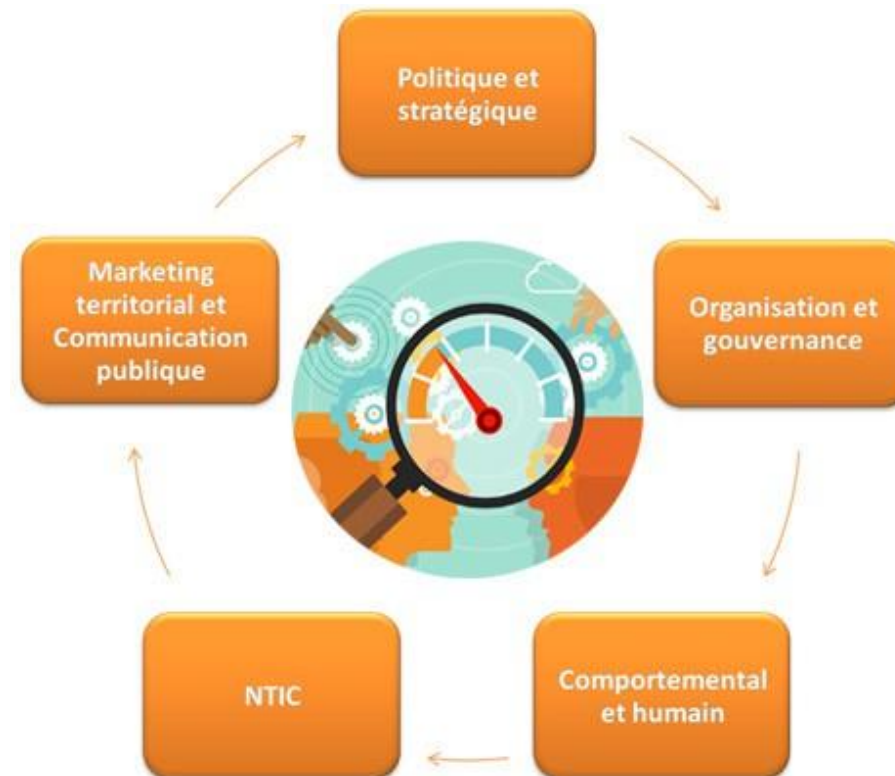 Politique et
stratégique
Organisation et
gouvernance
Comportemental
et humain
NTIC
Marketing
territorial et
Communication
publique